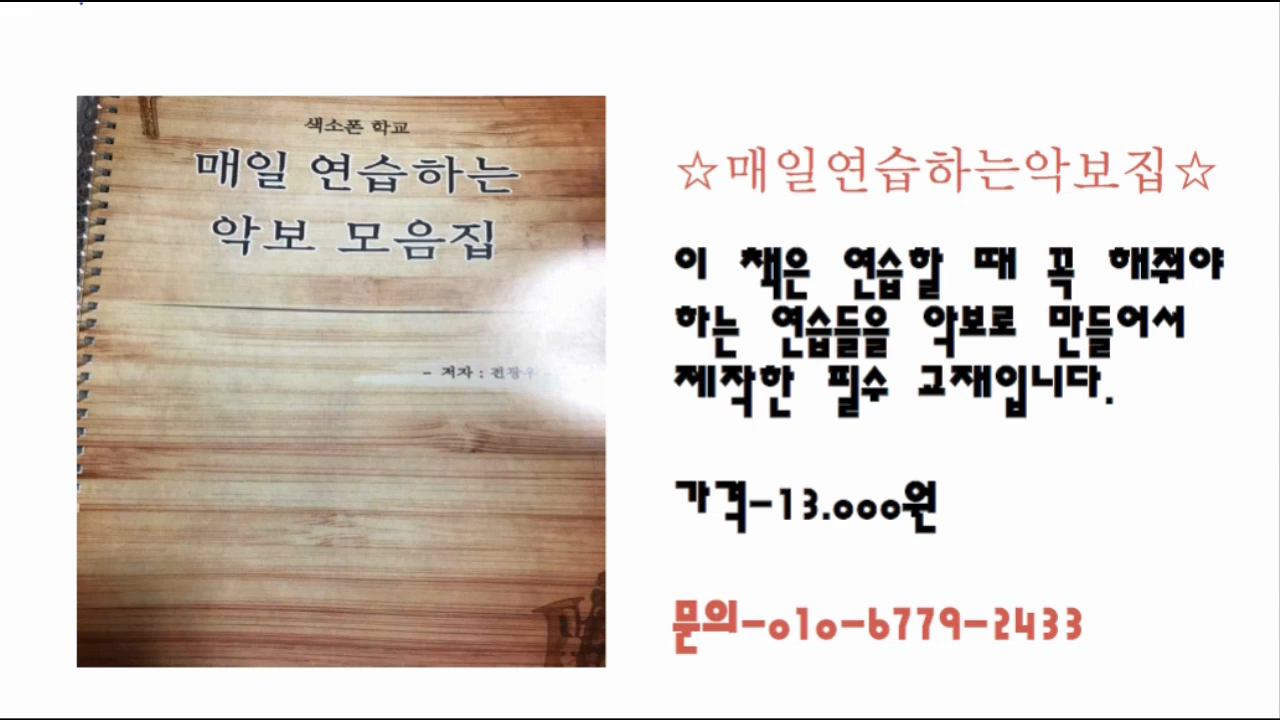 색소폰 학교
매일 연습하는
악보 모음집
- 저자 : 전장우 -
☆매일연습하는악보집☆
이 책은 연습할 때 꼭 해줘야
하는 연습들을 악보로 만들어서
제작한 필수 교재입니다.
가격-13.000원
문의-010-6779-2433